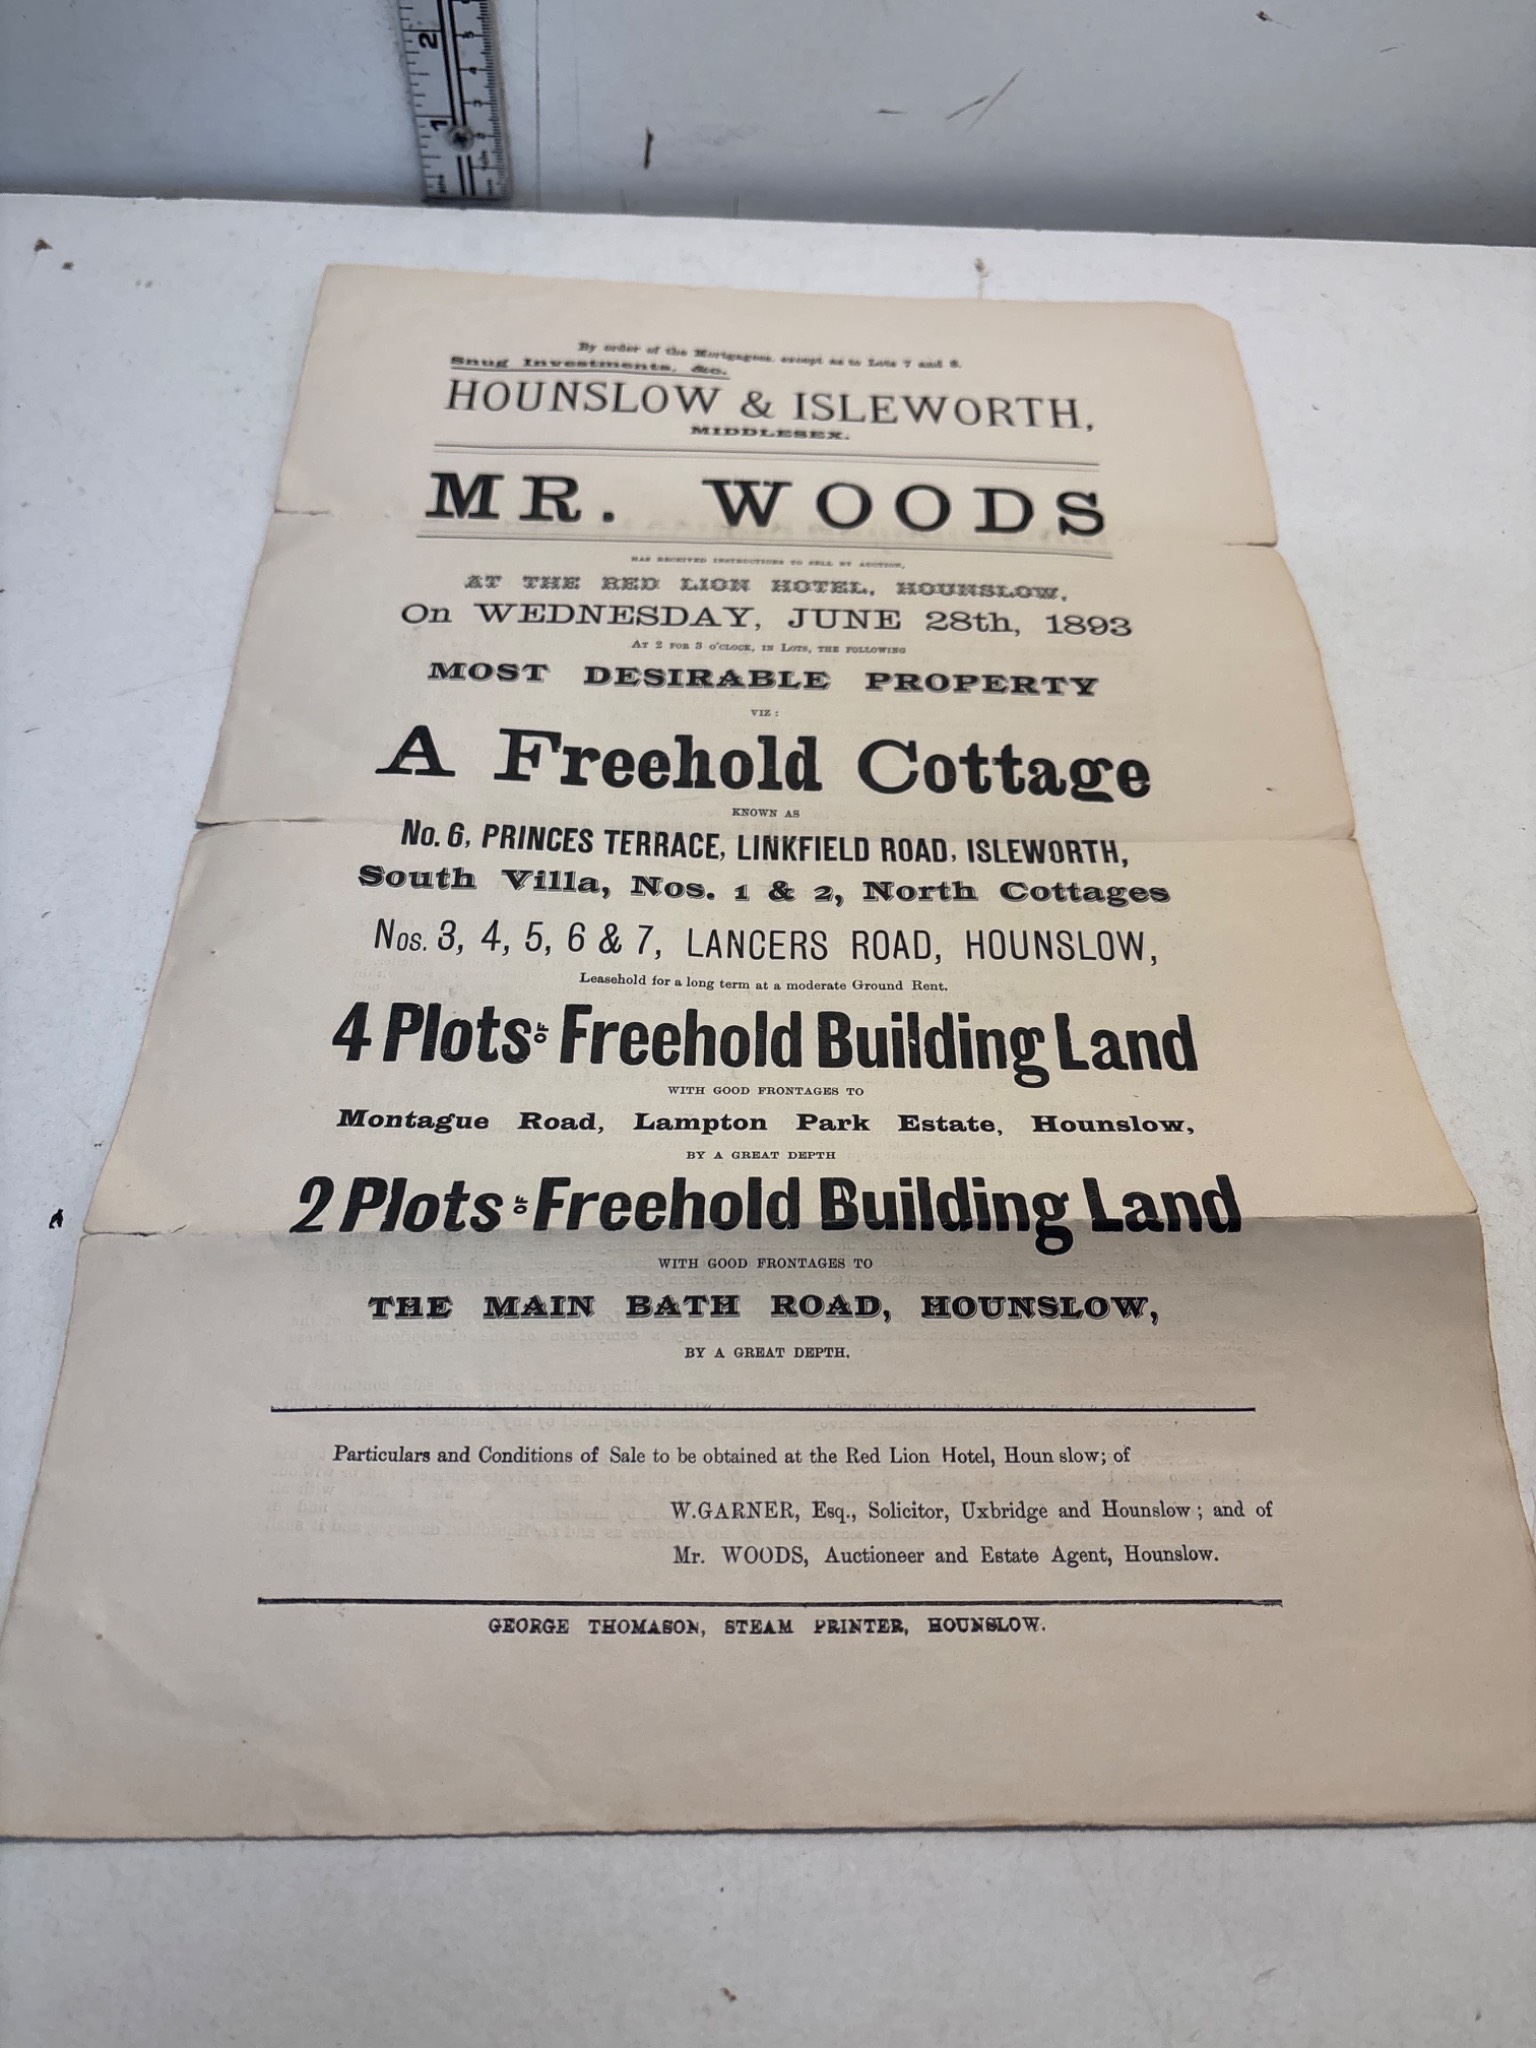 By order of the Mortgagees, except as to Lots 7 and 8.
Snug Investments, &c.
HOUNSLOW & ISLEWORTH,
MIDDLESEX.
MR. WOODS
HAS RECEIVED INSTRUCTIONS TO SELL BY AUCTION,
AT THE RED LION HOTEL, HOUNSLOW,
On WEDNESDAY, JUNE 28th, 1893
AT 2 FOR 3 O'CLOCK, IN LOTS, THE FOLLOWING
MOST DESIRABLE PROPERTY
VIZ:
A Freehold Cottage
KNOWN AS
No. 6, PRINCES TERRACE, LINKFIELD ROAD, ISLEWORTH,
South Villa, Nos. 1 & 2, North Cottages
Nos. 3, 4, 5, 6 & 7, LANCERS ROAD, HOUNSLOW,
Leasehold for a long term at a moderate Ground Rent.
4 Plots OF Freehold Building Land
WITH GOOD FRONTAGES TO
Montague Road, Lampton Park Estate, Hounslow,
BY A GREAT DEPTH
2 Plots OF Freehold Building Land
WITH GOOD FRONTAGES TO
THE MAIN BATH ROAD, HOUNSLOW,
BY A GREAT DEPTH.
Particulars and Conditions of Sale to be obtained at the Red Lion Hotel, Houn slow; of
W.GARNER, Esq., Solicitor, Uxbridge and Hounslow; and of
Mr. WOODS, Auctioneer and Estate Agent, Hounslow.
GEORGE THOMASON, STEAM PRINTER, HOUNSLOW.